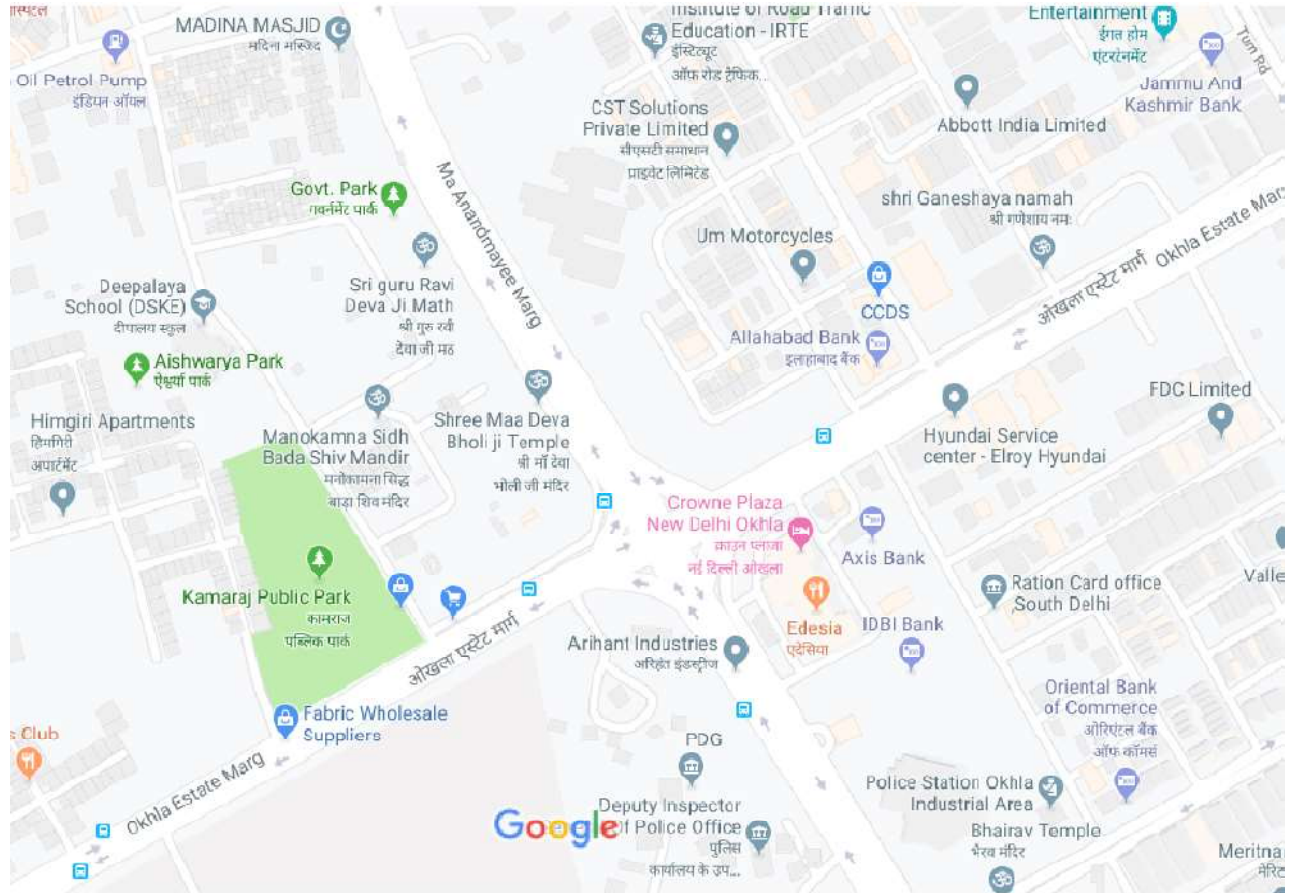 स्पिटल
MADINA MASJID
मदिना मस्जिद
Oil Petrol Pump
इंडियन ऑयल
Institute of Road Traffic
Education - IRTE
इंस्टिट्यूट
ऑफ़ रोड ट्रैफिक...
Entertainment
ईगल होम
एंटरटेनमेंट
Turn Rd
Jammu And
Kashmir Bank
CST Solutions
Private Limited
सीएसटी समाधान
प्राइवेट लिमिटेड
Abbott India Limited
Govt. Park
गवर्नमेंट पार्क
Ma Anandmayee Marg
shri Ganeshaya namah
श्री गणेशाय नमः
Okhla Estate Mar
ओखला एस्टेट मार्ग
Um Motorcycles
CCDS
Deepalaya
School (DSKE)
दीपालय स्कूल
Sri guru Ravi
Deva Ji Math
श्री गुरु रवी
देवा जी मठ
Allahabad Bank
इलाहाबाद बैंक
Aishwarya Park
ऐश्वर्या पार्क
FDC Limited
Himgiri Apartments
हिमगिरी
अपार्टमेंट
Manokamna Sidh
Bada Shiv Mandir
मनोकामना सिद्ध
बाड़ा शिव मंदिर
Shree Maa Deva
Bholi ji Temple
श्री माँ देवा
भोली जी मंदिर
Hyundai Service
center - Elroy Hyundai
Crowne Plaza
New Delhi Okhla
क्राउन प्लाजा
नई दिल्ली ओखला
Axis Bank
Kamaraj Public Park
कामराज
पब्लिक पार्क
Ration Card office
South Delhi
Valle
Edesia
एदेसिया
IDBI Bank
Arihant Industries
अरिहंत इंडस्ट्रीज
ओखला एस्टेट मार्ग
Oriental Bank
of Commerce
ओरिएंटल बैंक
ऑफ कॉमर्स
Fabric Wholesale
Suppliers
s Club
Okhla Estate Marg
PDG
Police Station Okhla
Industrial Area
Deputy Inspector
Of Police Office
पुलिस
कार्यालय के उप...
Google
Bhairav Temple
भैरव मंदिर
Meritna
मेरिट